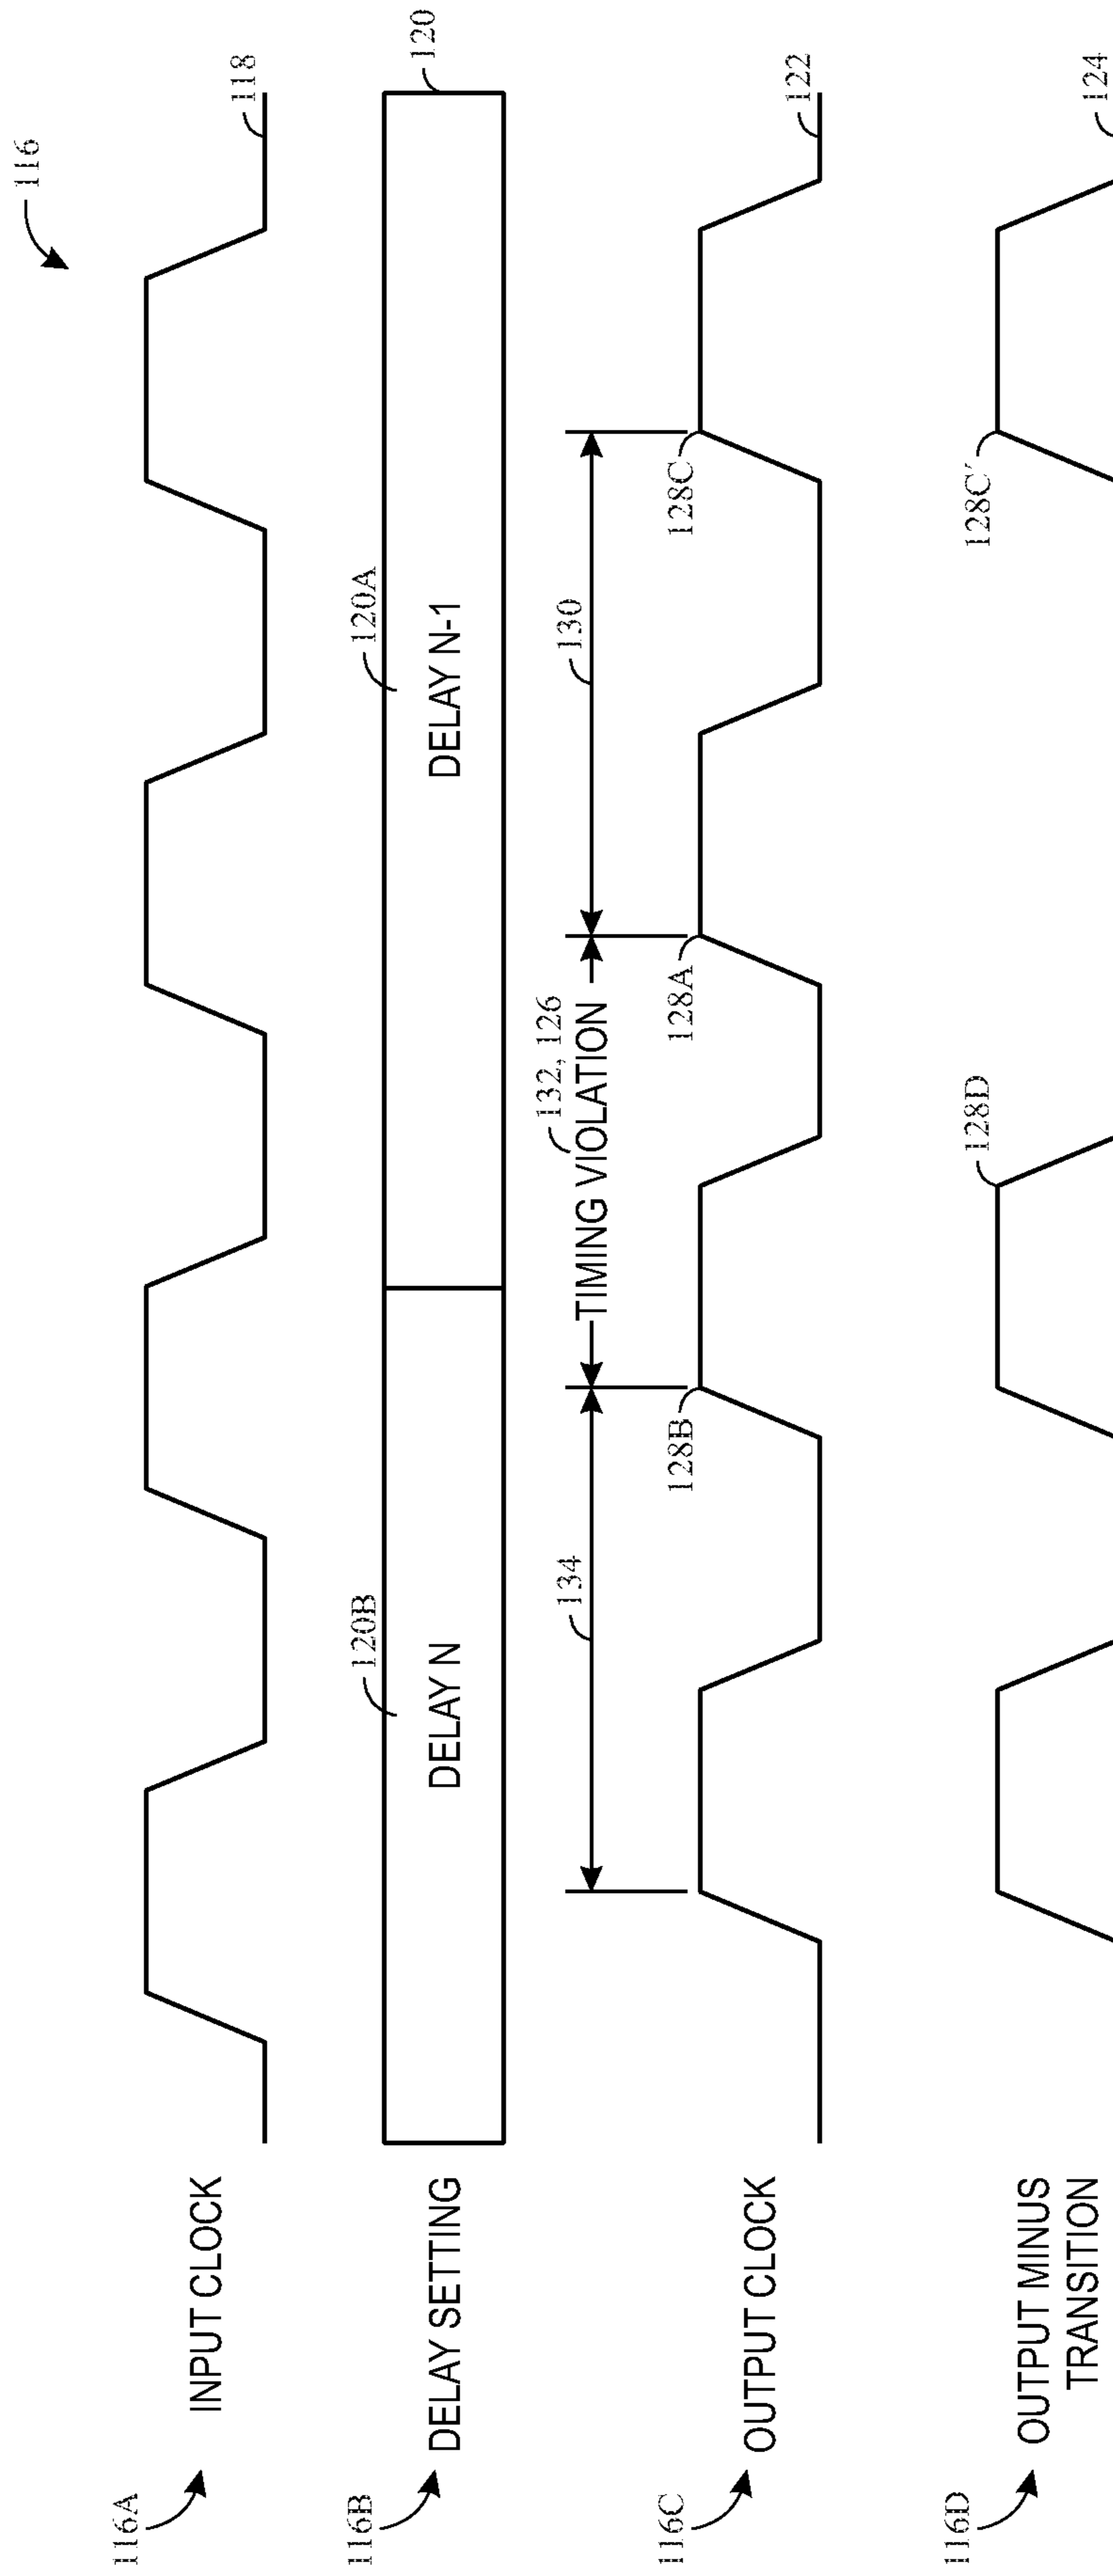 116
116A
INPUT CLOCK
118
116B
DELAY SETTING
120B
DELAY N
120A
DELAY N-1
120
134
132, 126
TIMING VIOLATION
130
116C
OUTPUT CLOCK
128B
128A
128C
122
116D
OUTPUT MINUS
TRANSITION
128D
128C′
124